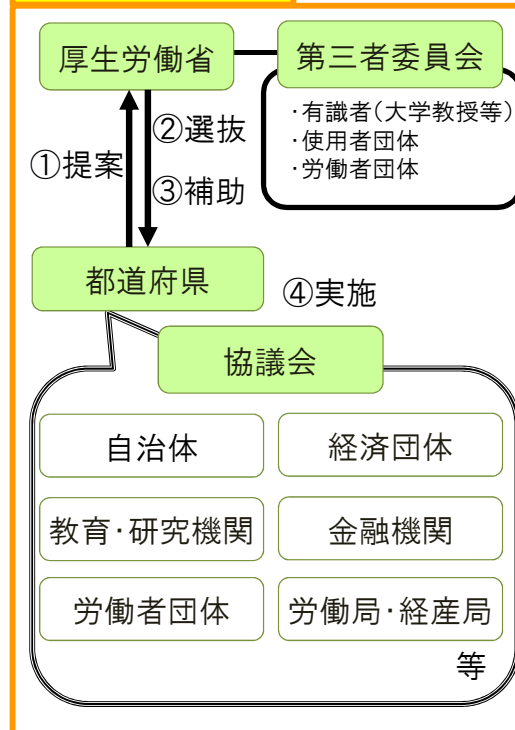 厚生労働省
第三者委員会
・有識者(大学教授等)
・使用者団体
・労働者団体
①提案
②選抜
③補助
都道府県
④実施
協議会
自治体
経済団体
教育・研究機関
金融機関
労働者団体
労働局・経産局
等